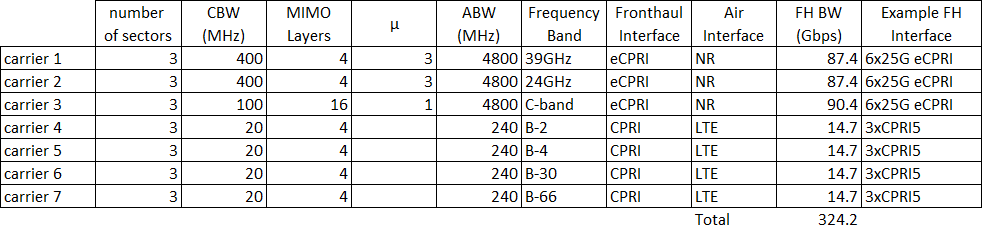 number of sectors CBW (MHz) MIMO Layers μ ABW (MHz) Frequency Band Fronthaul Interface Air Interface FH BW (Gbps) Example FH Interface
carrier 1 3 400 4 3 4800 39GHz eCPRI NR 87.4 6x25G eCPRI
carrier 2 3 400 4 3 4800 24GHz eCPRI NR 87.4 6x25G eCPRI
carrier 3 3 100 16 1 4800 C-band eCPRI NR 90.4 6x25G eCPRI
carrier 4 3 20 4 240 B-2 CPRI LTE 14.7 3xCPRI5
carrier 5 3 20 4 240 B-4 CPRI LTE 14.7 3xCPRI5
carrier 6 3 20 4 240 B-30 CPRI LTE 14.7 3xCPRI5
carrier 7 3 20 4 240 B-66 CPRI LTE 14.7 3xCPRI5
Total 324.2